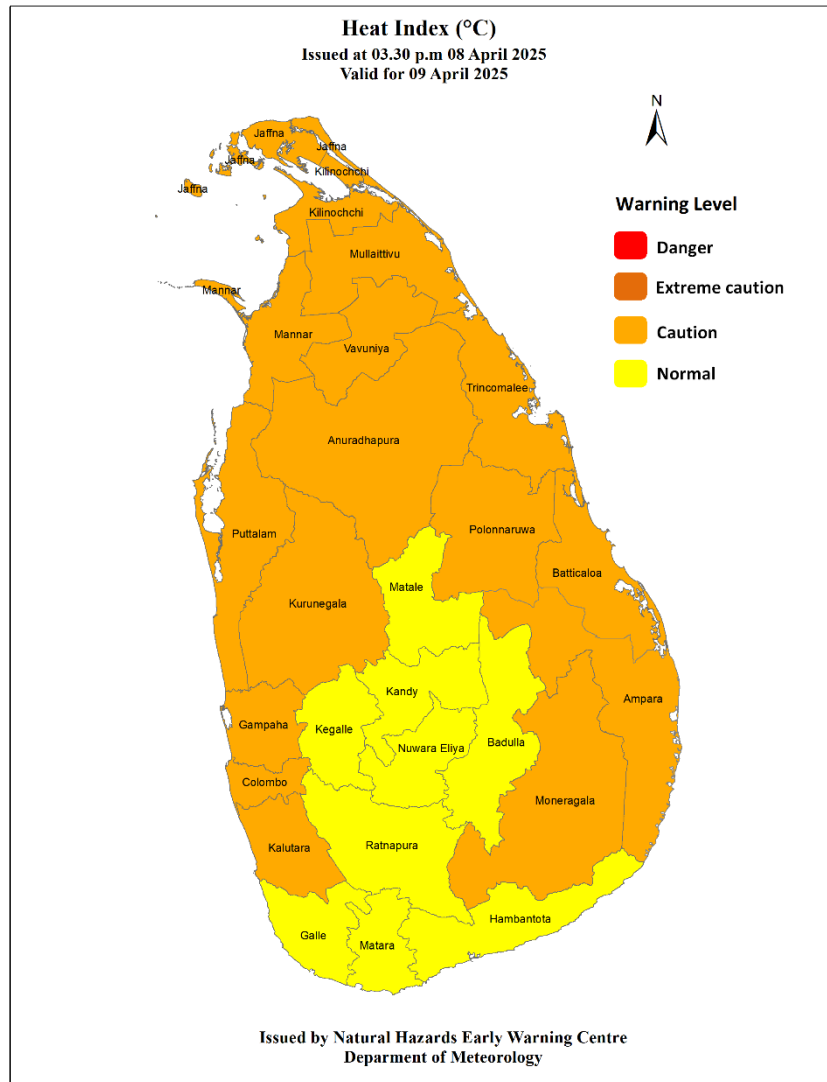 Heat Index (°C)
Issued at 03.30 p.m 08 April 2025
Valid for 09 April 2025
N
Jaffna
Jaffna
Jaffna
Kilinochchi
Jaffna
Kilinochchi
Mullaittivu
Mannar
Mannar
Vavuniya
Trincomalee
Anuradhapura
Polonnaruwa
Puttalam
Batticaloa
Matale
Kurunegala
Kandy
Ampara
Gampaha
Kegalle
Nuwara Eliya
Badulla
Colombo
Moneragala
Kalutara
Ratnapura
Hambantota
Galle
Matara
Warning Level
Danger
Extreme caution
Caution
Normal
Issued by Natural Hazards Early Warning Centre
Deparment of Meteorology